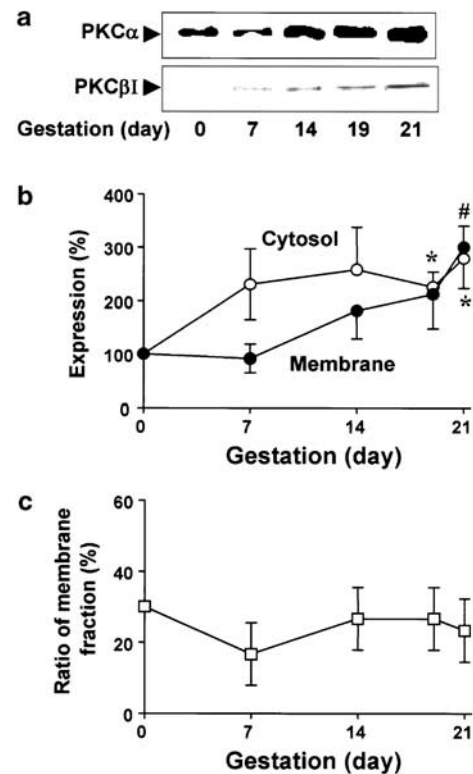 a
PKCα
PKCβI
Gestation (day) 0 7 14 19 21
b
Expression (%)
400
300
200
100
0
Cytosol
Membrane
*
#
*
0 7 14 21
Gestation (day)
c
Ratio of membrane
fraction (%)
60
40
20
0
0 7 14 21
Gestation (day)